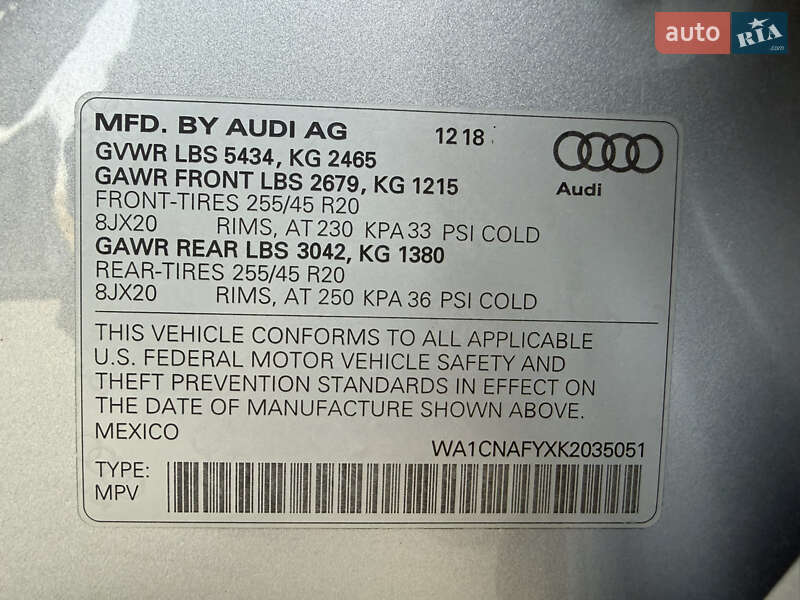 auto RIA.com
MFD. BY AUDI AG 12 18
GVWR LBS 5434, KG 2465
GAWR FRONT LBS 2679, KG 1215
Audi
FRONT-TIRES 255/45 R20
8JX20 RIMS, AT 230 KPA 33 PSI COLD
GAWR REAR LBS 3042, KG 1380
REAR-TIRES 255/45 R20
8JX20 RIMS, AT 250 KPA 36 PSI COLD
THIS VEHICLE CONFORMS TO ALL APPLICABLE
U.S. FEDERAL MOTOR VEHICLE SAFETY AND
THEFT PREVENTION STANDARDS IN EFFECT ON
THE DATE OF MANUFACTURE SHOWN ABOVE.
MEXICO
WA1CNAFYXK2035051
TYPE:
MPV